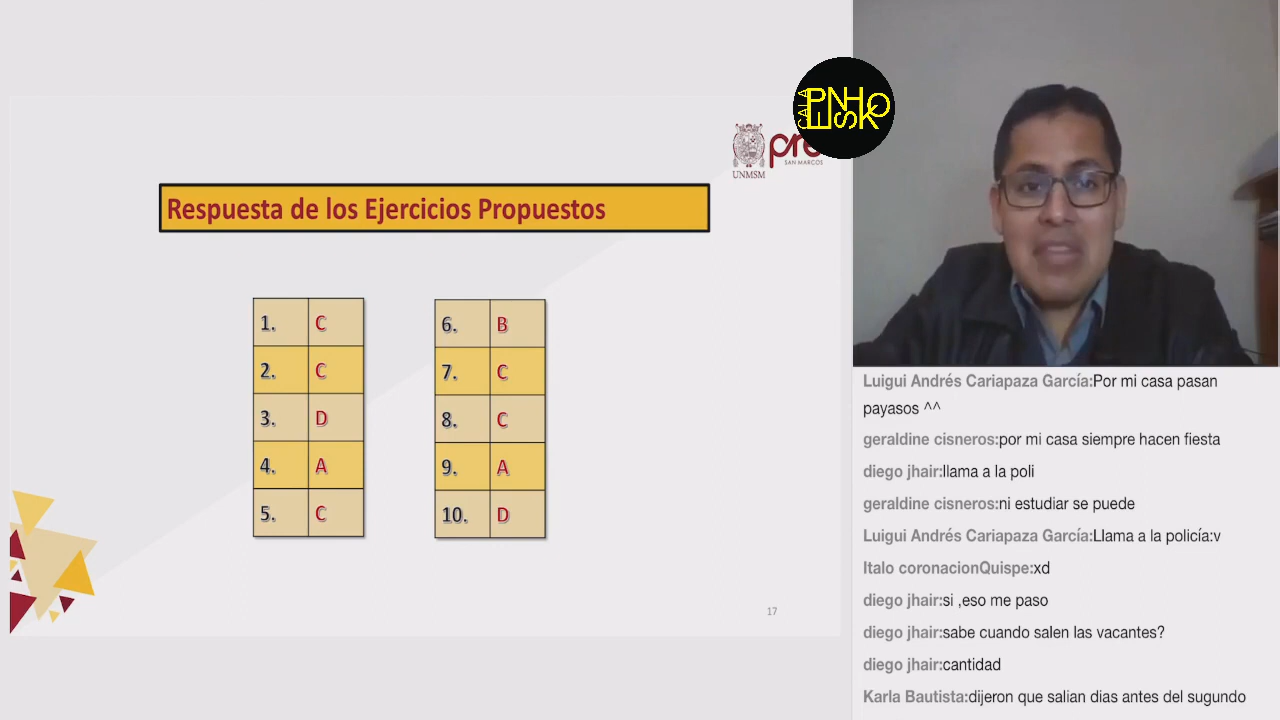 CALA
PENHO
ESK
pre
SAN MARCOS
UNMSM
Respuesta de los Ejercicios Propuestos
1. C
2. C
3. D
4. A
5. C
6. B
7. C
8. C
9. A
10. D
17
Luigui Andrés Cariapaza García:Por mi casa pasan
payasos ^^
geraldine cisneros:por mi casa siempre hacen fiesta
diego jhair:llama a la poli
geraldine cisneros:ni estudiar se puede
Luigui Andrés Cariapaza García:Llama a la policía:v
Italo coronacionQuispe:xd
diego jhair:si ,eso me paso
diego jhair:sabe cuando salen las vacantes?
diego jhair:cantidad
Karla Bautista:dijeron que salian dias antes del sugundo